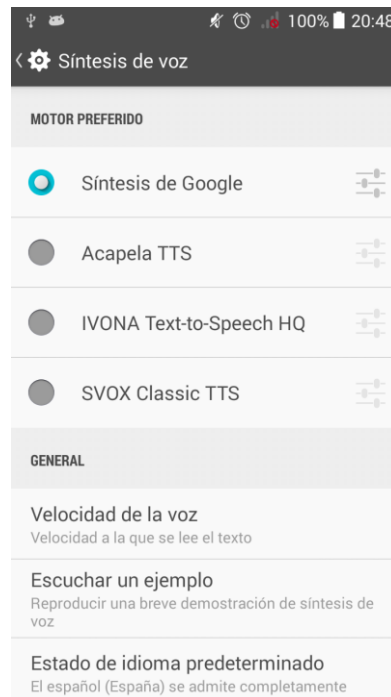 100% 20:48
Síntesis de voz
MOTOR PREFERIDO
Síntesis de Google
Acapela TTS
IVONA Text-to-Speech HQ
SVOX Classic TTS
GENERAL
Velocidad de la voz
Velocidad a la que se lee el texto
Escuchar un ejemplo
Reproducir una breve demostración de síntesis de
voz
Estado de idioma predeterminado
El español (España) se admite completamente